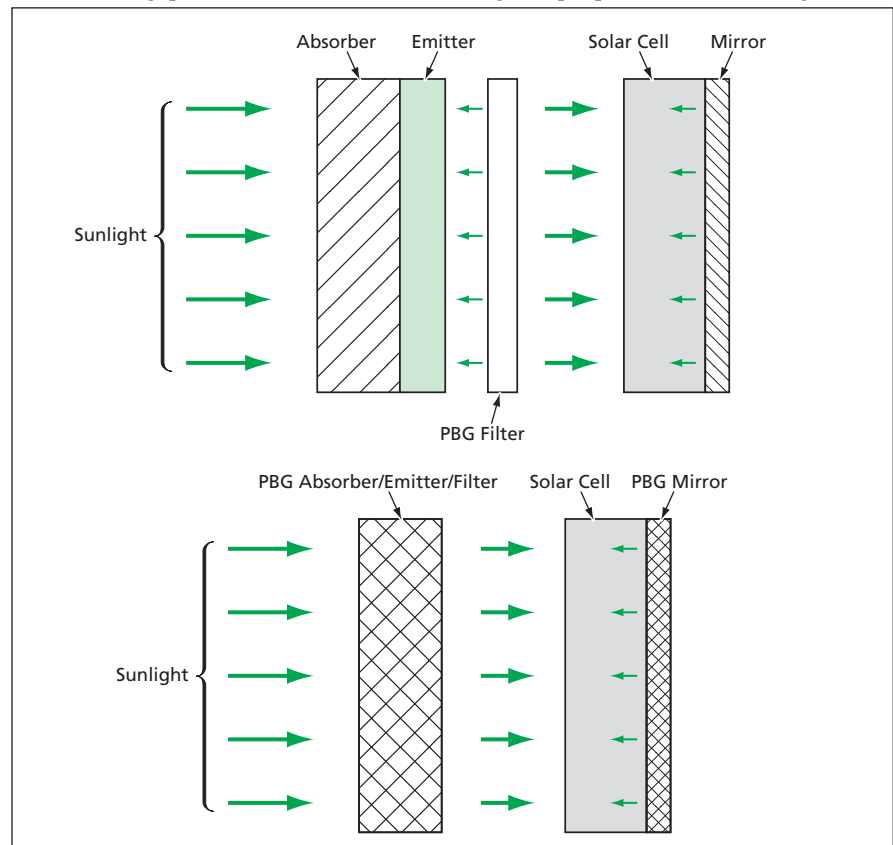 Absorber Emitter Solar Cell Mirror
Sunlight
PBG Filter
PBG Absorber/Emitter/Filter Solar Cell PBG Mirror
Sunlight